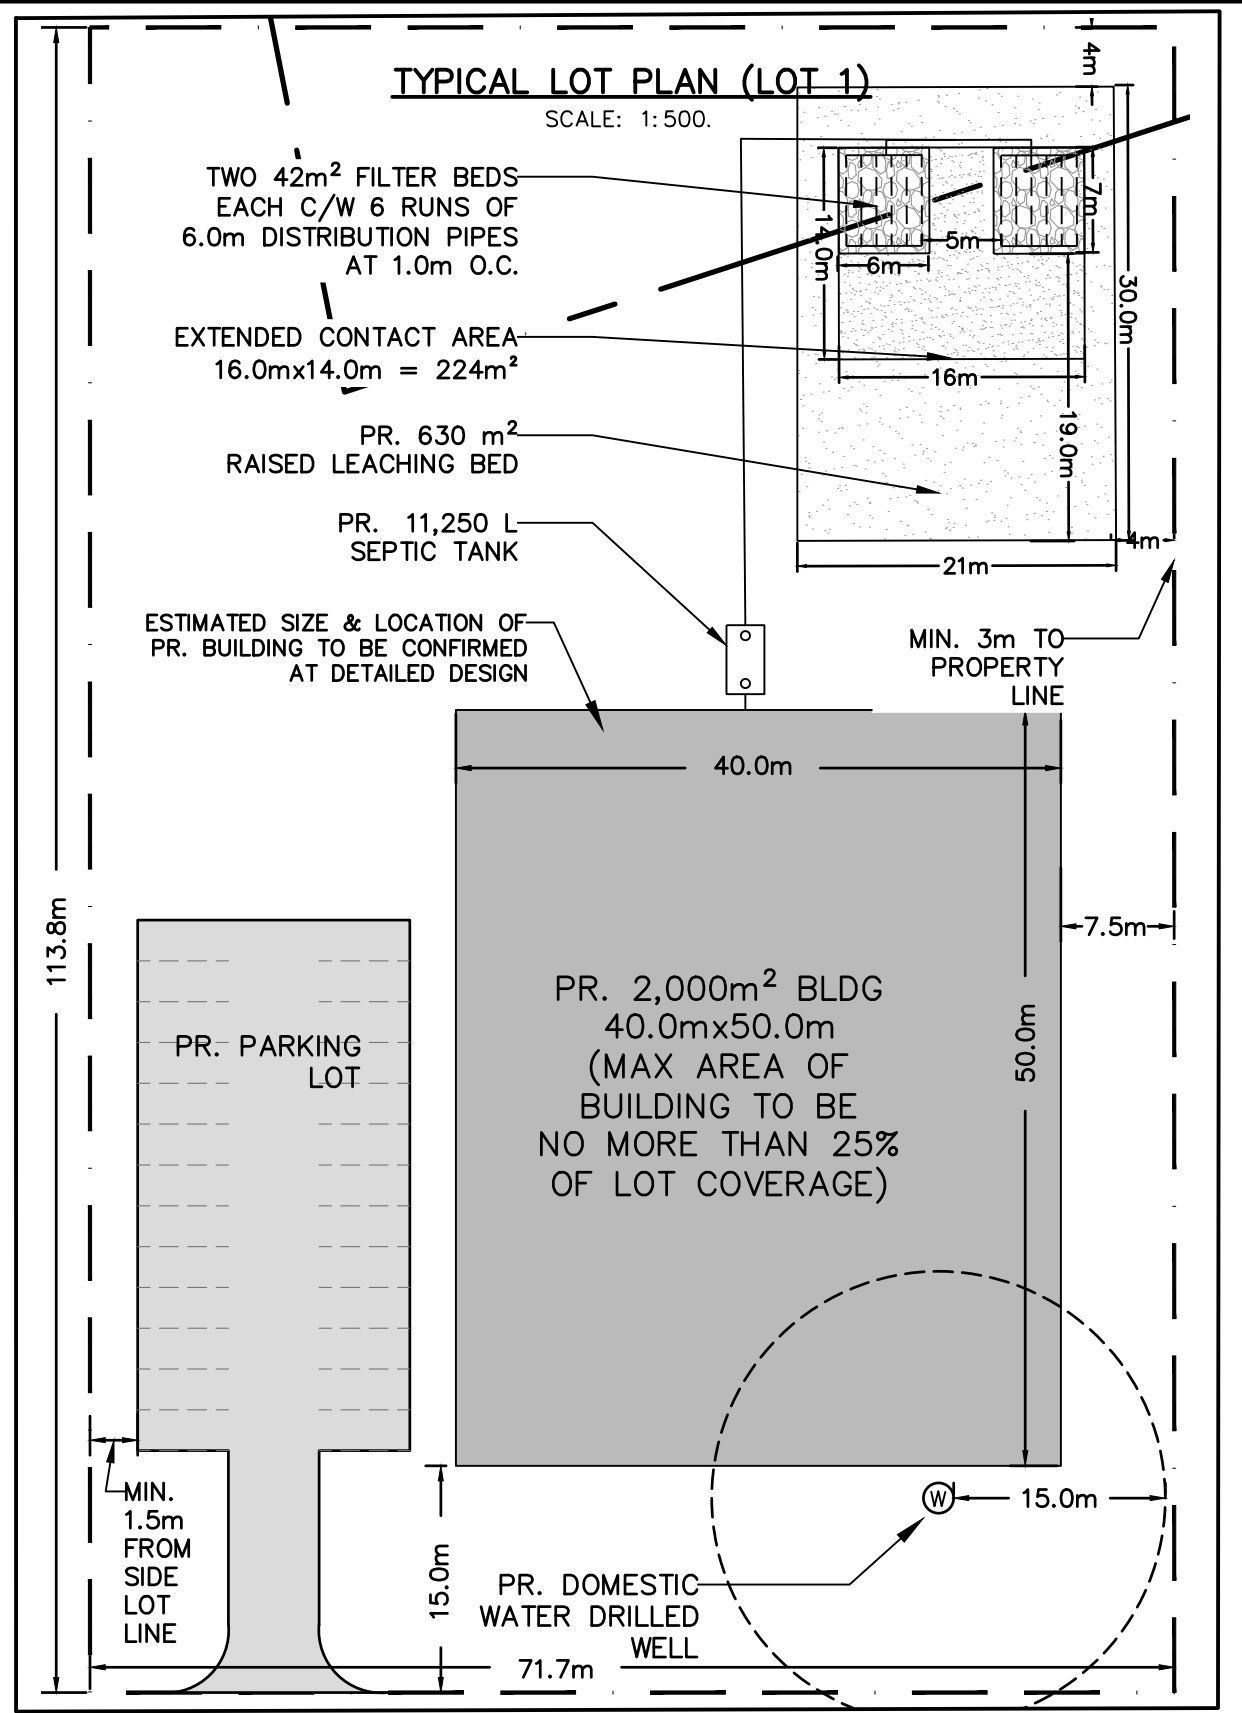 TYPICAL LOT PLAN (LOT 1)
SCALE: 1:500.
4m
TWO 42m² FILTER BEDS
EACH C/W 6 RUNS OF
6.0m DISTRIBUTION PIPES
AT 1.0m O.C.
14.0m
7m
5m
6m
30.0m
EXTENDED CONTACT AREA
16.0mx14.0m = 224m²
16m
19.0m
PR. 630 m²
RAISED LEACHING BED
PR. 11,250 L
SEPTIC TANK
4m
21m
ESTIMATED SIZE & LOCATION OF
PR. BUILDING TO BE CONFIRMED
AT DETAILED DESIGN
MIN. 3m TO
PROPERTY
LINE
40.0m
113.8m
7.5m
PR. 2,000m² BLDG
40.0mx50.0m
(MAX AREA OF
BUILDING TO BE
NO MORE THAN 25%
OF LOT COVERAGE)
50.0m
PR. PARKING
LOT
MIN.
1.5m
FROM
SIDE
LOT
LINE
15.0m
W
15.0m
PR. DOMESTIC
WATER DRILLED
WELL
71.7m